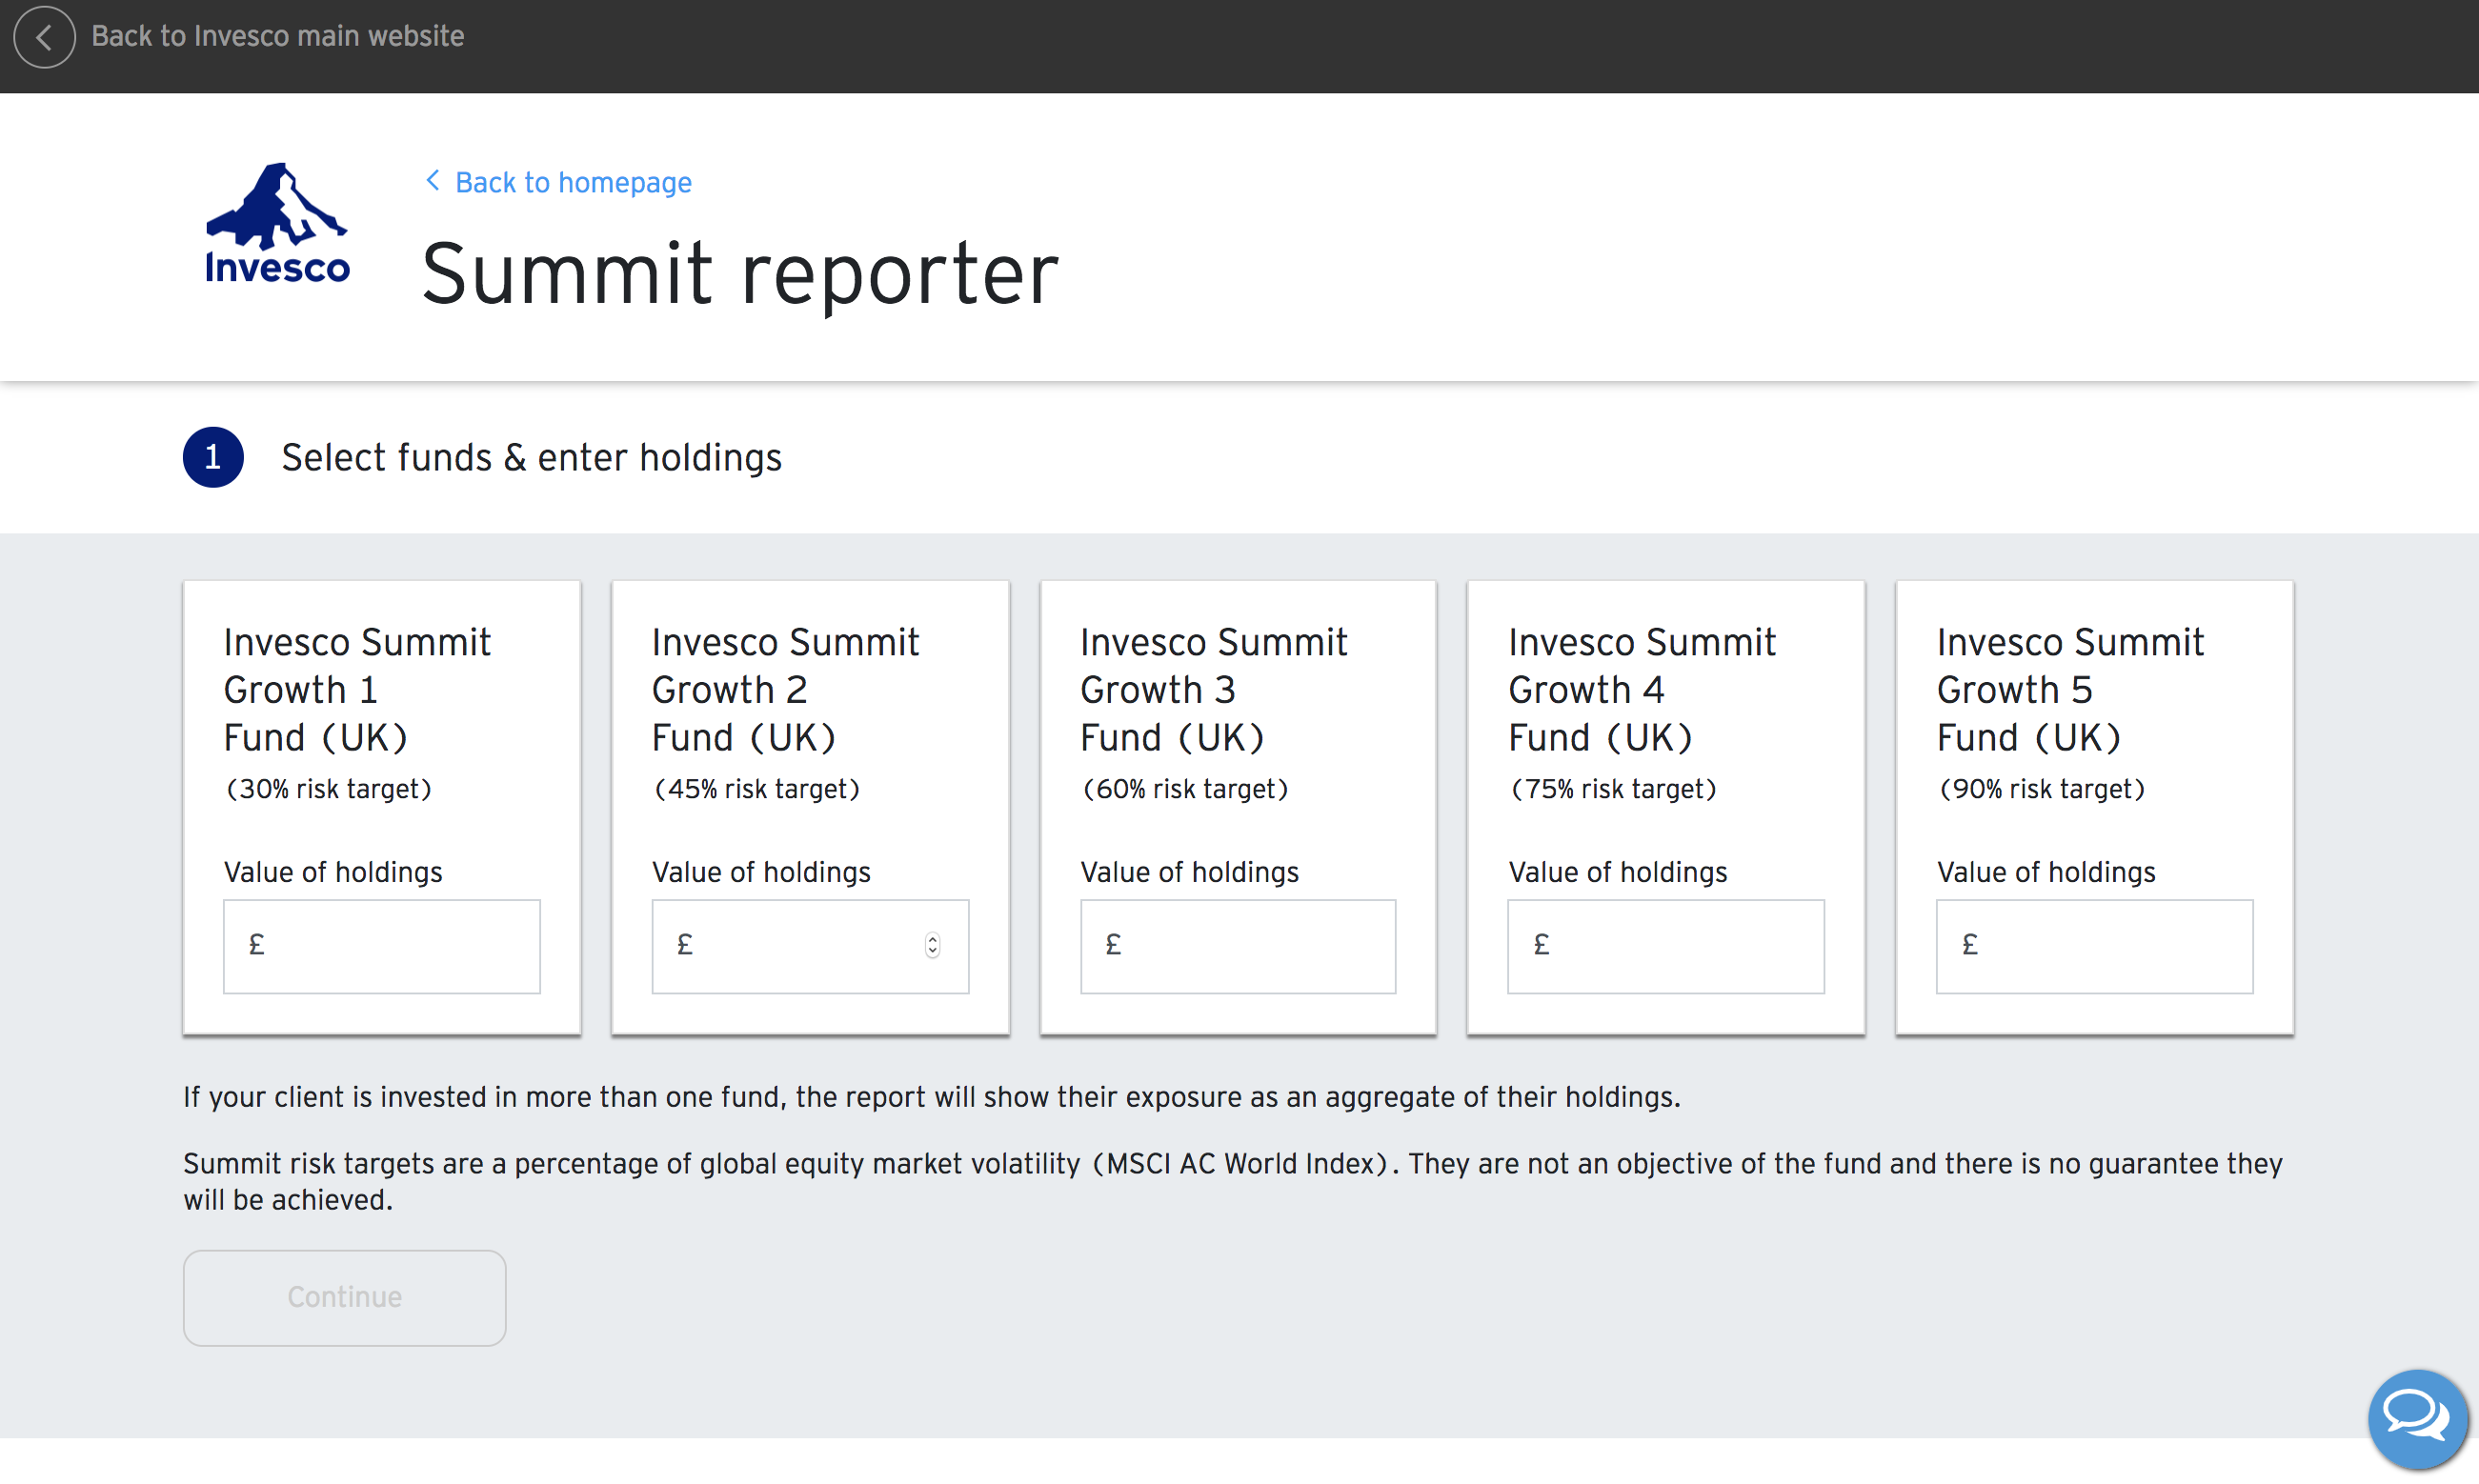 Back to Invesco main website
Invesco
Back to homepage
Summit reporter
1 Select funds & enter holdings
Invesco Summit
Growth 1
Fund (UK)
(30% risk target)
Value of holdings
£
Invesco Summit
Growth 2
Fund (UK)
(45% risk target)
Value of holdings
£
Invesco Summit
Growth 3
Fund (UK)
(60% risk target)
Value of holdings
£
Invesco Summit
Growth 4
Fund (UK)
(75% risk target)
Value of holdings
£
Invesco Summit
Growth 5
Fund (UK)
(90% risk target)
Value of holdings
£
If your client is invested in more than one fund, the report will show their exposure as an aggregate of their holdings.
Summit risk targets are a percentage of global equity market volatility (MSCI AC World Index). They are not an objective of the fund and there is no guarantee they
will be achieved.
Continue